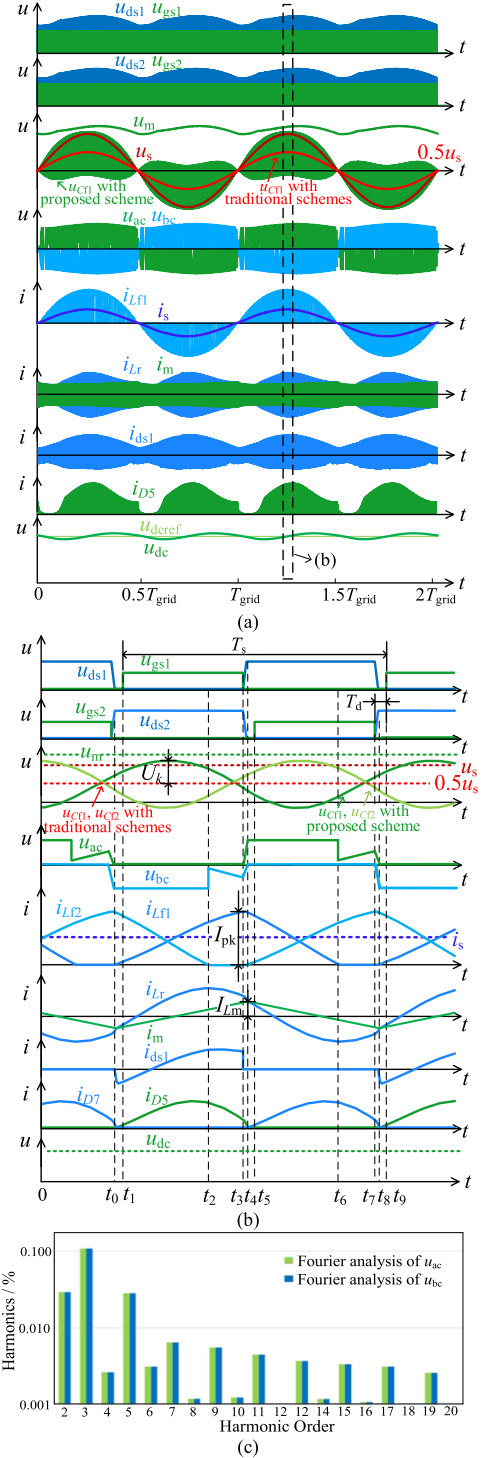 u
u_ds1 u_gs1
t
u
u_ds2 u_gs2
t
u
u_m
u_s
0.5u_s
t
u_Cf1 with
proposed scheme
u_Cf1 with
traditional schemes
u_ac u_bc
u
t
i
i_Lf1
i_s
t
i
i_Lr
i_m
t
i
i_ds1
t
i
i_D5
t
u
u_dcref
u_dc
(b)
t
0
0.5T_grid
T_grid
1.5T_grid
2T_grid
(a)
u
T_s
u_ds1
u_gs1
t
T_d
u
u_gs2
u_ds2
t
u
u_m
U_k
u_s
0.5u_s
u_Cf1, u_Cf2 with
traditional schemes
u_Cf1, u_Cf2 with
proposed scheme
t
u
u_ac
u_bc
t
i
i_Lf2
i_Lf1
I_pk
i_s
t
i
i_Lr
I_Lm
i_m
t
i
i_ds1
t
i
i_D7
i_D5
t
u
u_dc
t
0
t_0 t_1
t_2
t_3 t_4 t_5
t_6
t_7 t_8 t_9
(b)
Harmonics / %
0.100
0.010
0.001
Fourier analysis of u_ac
Fourier analysis of u_bc
2 3 4 5 6 7 8 9 10 11 12 12 14 15 16 17 18 19 20
Harmonic Order
(c)